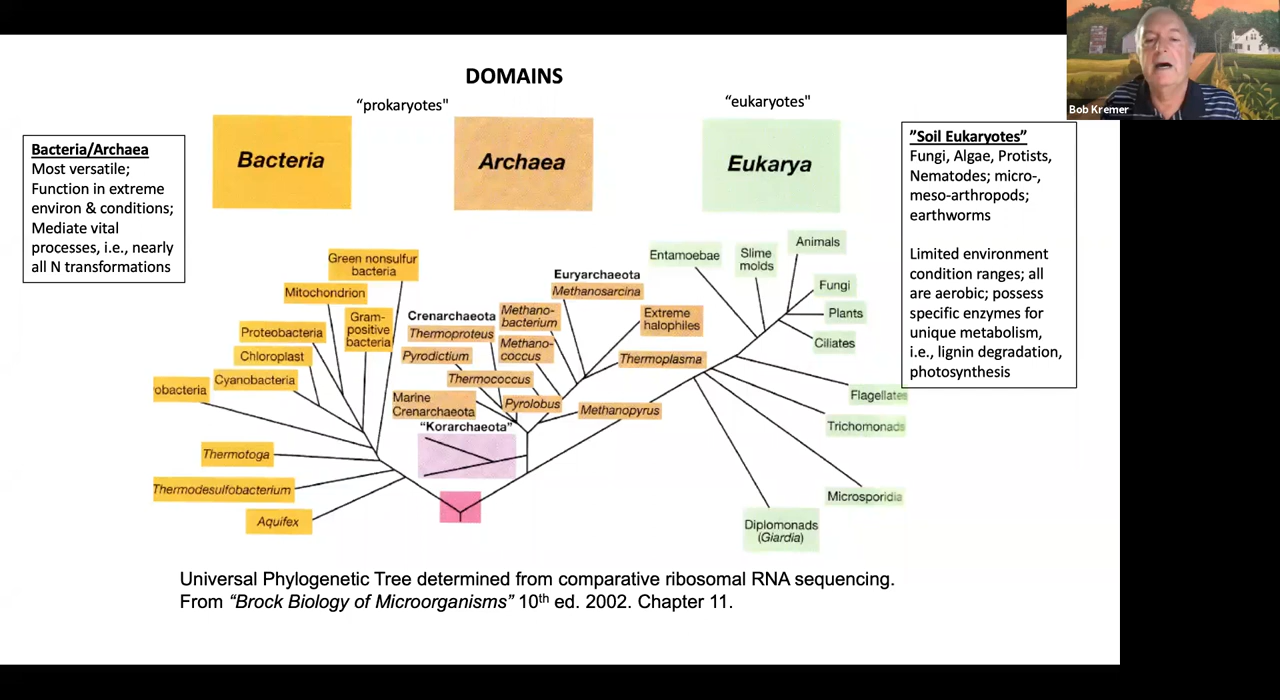 DOMAINS
“prokaryotes"
“eukaryotes"
Bob Kremer
Bacteria/Archaea
Most versatile;
Function in extreme
environ & conditions;
Mediate vital
processes, i.e., nearly
all N transformations
Bacteria
Archaea
Eukarya
”Soil Eukaryotes”
Fungi, Algae, Protists,
Nematodes; micro-,
meso-arthropods;
earthworms
Limited environment
condition ranges; all
are aerobic; possess
specific enzymes for
unique metabolism,
i.e., lignin degradation,
photosynthesis
Green nonsulfur
bacteria
Mitochondrion
Gram-
positive
bacteria
Proteobacteria
Chloroplast
Cyanobacteria
obacteria
Thermotoga
Thermodesulfobacterium
Aquifex
Crenarchaeota
Thermoproteus
Pyrodictium
Thermococcus
Marine
Crenarchaeota
Pyrolobus
“Korarchaeota”
Euryarchaeota
Methanosarcina
Methano-
bacterium
Methano-
coccus
Extreme
halophiles
Thermoplasma
Methanopyrus
Entamoebae
Slime
molds
Animals
Fungi
Plants
Ciliates
Flagellates
Trichomonads
Microsporidia
Diplomonads
(Giardia)
Universal Phylogenetic Tree determined from comparative ribosomal RNA sequencing.
From “Brock Biology of Microorganisms” 10th ed. 2002. Chapter 11.